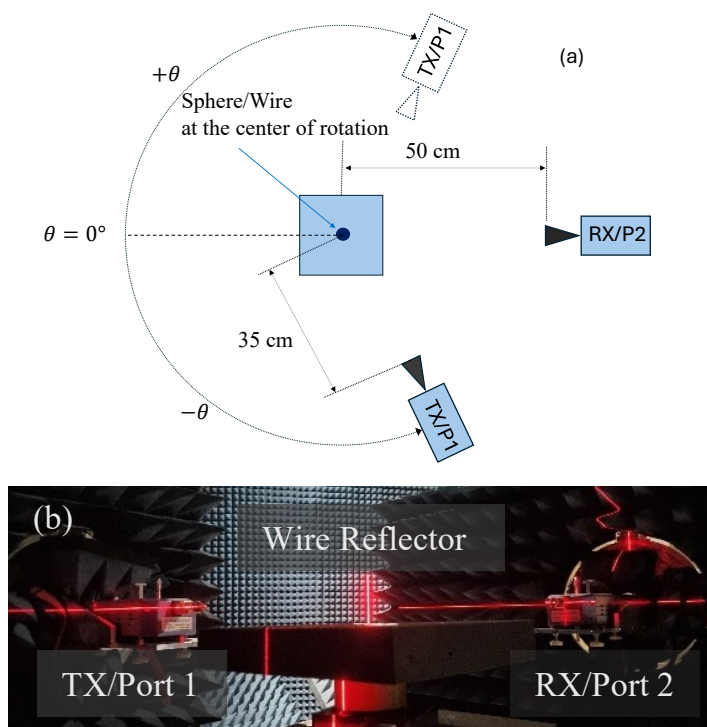 (a)
TX/P1
+θ
Sphere/Wire
at the center of rotation
50 cm
θ = 0°
RX/P2
35 cm
−θ
TX/P1
(b)
Wire Reflector
TX/Port 1
RX/Port 2